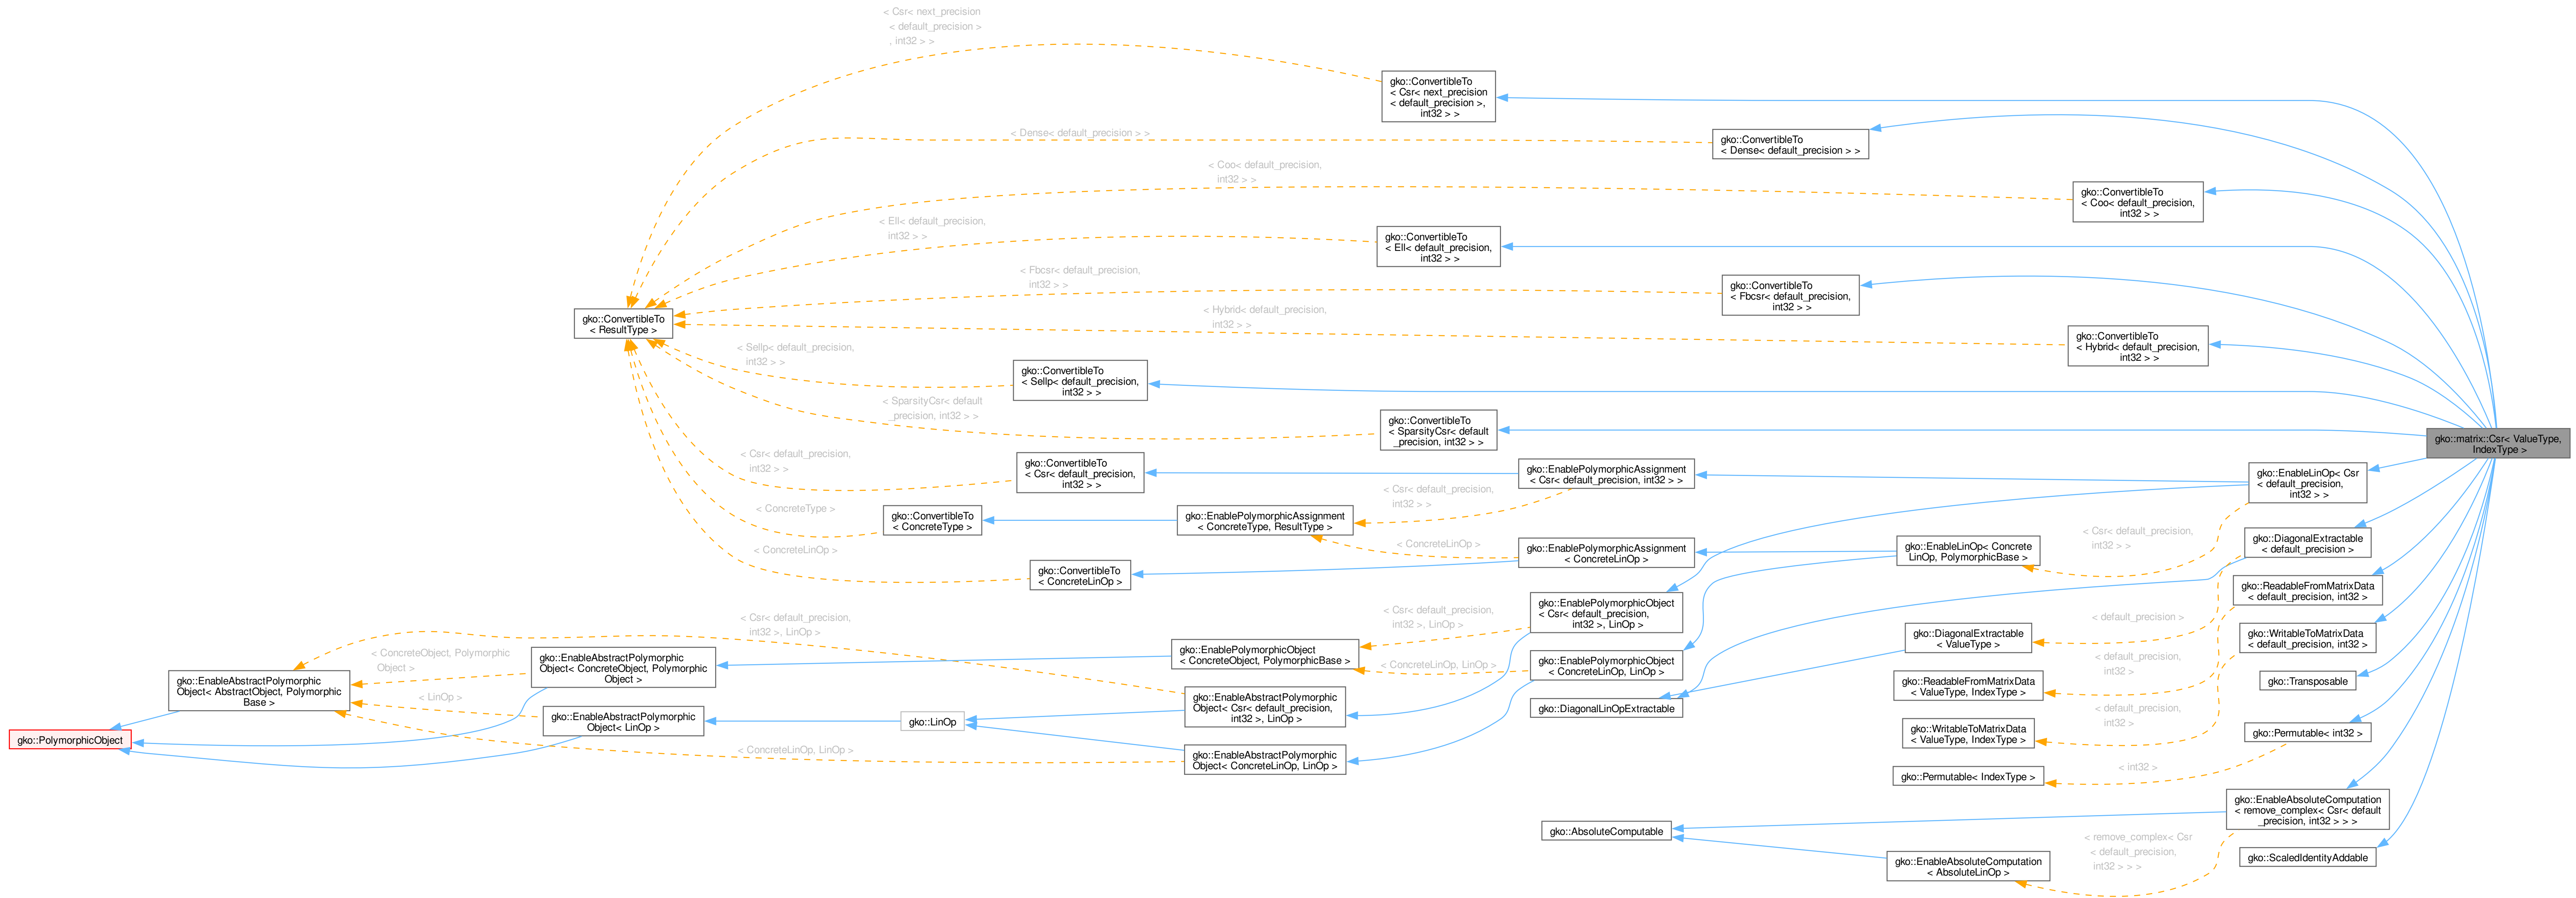 < Csr< next_precision
< default_precision >
, int32 > >
gko::ConvertibleTo
< Csr< next_precision
< default_precision >,
int32 > >
< Dense< default_precision > >
gko::ConvertibleTo
< Dense< default_precision > >
< Coo< default_precision,
int32 > >
gko::ConvertibleTo
< Coo< default_precision,
int32 > >
< Ell< default_precision,
int32 > >
gko::ConvertibleTo
< Ell< default_precision,
int32 > >
< Fbcsr< default_precision,
int32 > >
gko::ConvertibleTo
< Fbcsr< default_precision,
int32 > >
gko::ConvertibleTo
< ResultType >
< Hybrid< default_precision,
int32 > >
gko::ConvertibleTo
< Hybrid< default_precision,
int32 > >
< Sellp< default_precision,
int32 > >
gko::ConvertibleTo
< Sellp< default_precision,
int32 > >
< SparsityCsr< default
_precision, int32 > >
gko::ConvertibleTo
< SparsityCsr< default
_precision, int32 > >
gko::matrix::Csr< ValueType,
IndexType >
< Csr< default_precision,
int32 > >
gko::ConvertibleTo
< Csr< default_precision,
int32 > >
gko::EnablePolymorphicAssignment
< Csr< default_precision, int32 > >
gko::EnableLinOp< Csr
< default_precision,
int32 > >
< ConcreteType >
gko::ConvertibleTo
< ConcreteType >
gko::EnablePolymorphicAssignment
< ConcreteType, ResultType >
< Csr< default_precision,
int32 > >
< ConcreteLinOp >
gko::ConvertibleTo
< ConcreteLinOp >
< ConcreteLinOp >
gko::EnablePolymorphicAssignment
< ConcreteLinOp >
gko::EnableLinOp< Concrete
LinOp, PolymorphicBase >
< Csr< default_precision,
int32 > >
gko::DiagonalExtractable
< default_precision >
gko::ReadableFromMatrixData
< default_precision, int32 >
gko::EnablePolymorphicObject
< Csr< default_precision,
int32 >, LinOp >
< Csr< default_precision,
int32 >, LinOp >
< Csr< default_precision,
int32 >, LinOp >
< default_precision >
gko::DiagonalExtractable
< ValueType >
gko::WritableToMatrixData
< default_precision, int32 >
< ConcreteObject, Polymorphic
Object >
gko::EnableAbstractPolymorphic
Object< ConcreteObject, Polymorphic
Object >
gko::EnablePolymorphicObject
< ConcreteObject, PolymorphicBase >
< ConcreteLinOp, LinOp >
gko::EnablePolymorphicObject
< ConcreteLinOp, LinOp >
< default_precision,
int32 >
gko::Transposable
gko::EnableAbstractPolymorphic
Object< AbstractObject, Polymorphic
Base >
< LinOp >
gko::EnableAbstractPolymorphic
Object< LinOp >
gko::LinOp
gko::EnableAbstractPolymorphic
Object< Csr< default_precision,
int32 >, LinOp >
gko::DiagonalLinOpExtractable
gko::ReadableFromMatrixData
< ValueType, IndexType >
< default_precision,
int32 >
gko::PolymorphicObject
gko::WritableToMatrixData
< ValueType, IndexType >
gko::Permutable< int32 >
< ConcreteLinOp, LinOp >
gko::EnableAbstractPolymorphic
Object< ConcreteLinOp, LinOp >
gko::Permutable< IndexType >
< int32 >
gko::EnableAbsoluteComputation
< remove_complex< Csr< default
_precision, int32 > > >
gko::AbsoluteComputable
< remove_complex< Csr
< default_precision,
int32 > > >
gko::EnableAbsoluteComputation
< AbsoluteLinOp >
gko::ScaledIdentityAddable